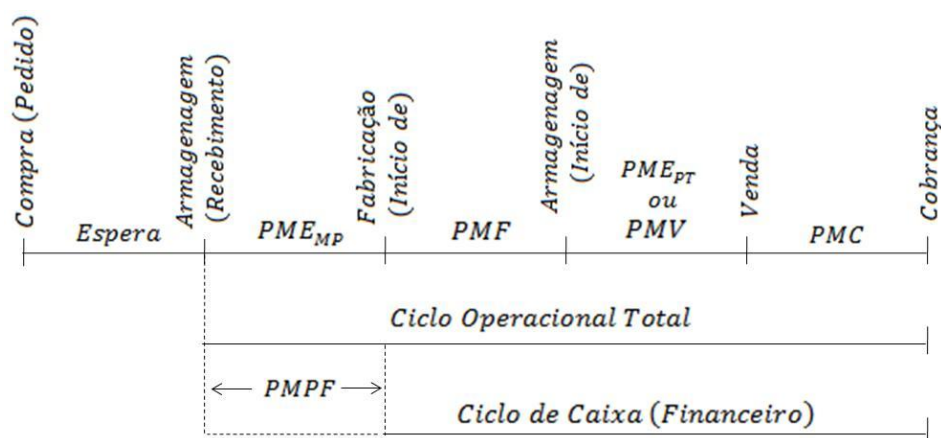 Compra (Pedido)
Armagenagem
(Recebimento)
Fabricação
(Início de)
Armagenagem
(Início de)
PME_PT
ou
PMV
Venda
Cobrança
Espera
PME_MP
PMF
PMC
Ciclo Operacional Total
PMPF
Ciclo de Caixa (Financeiro)